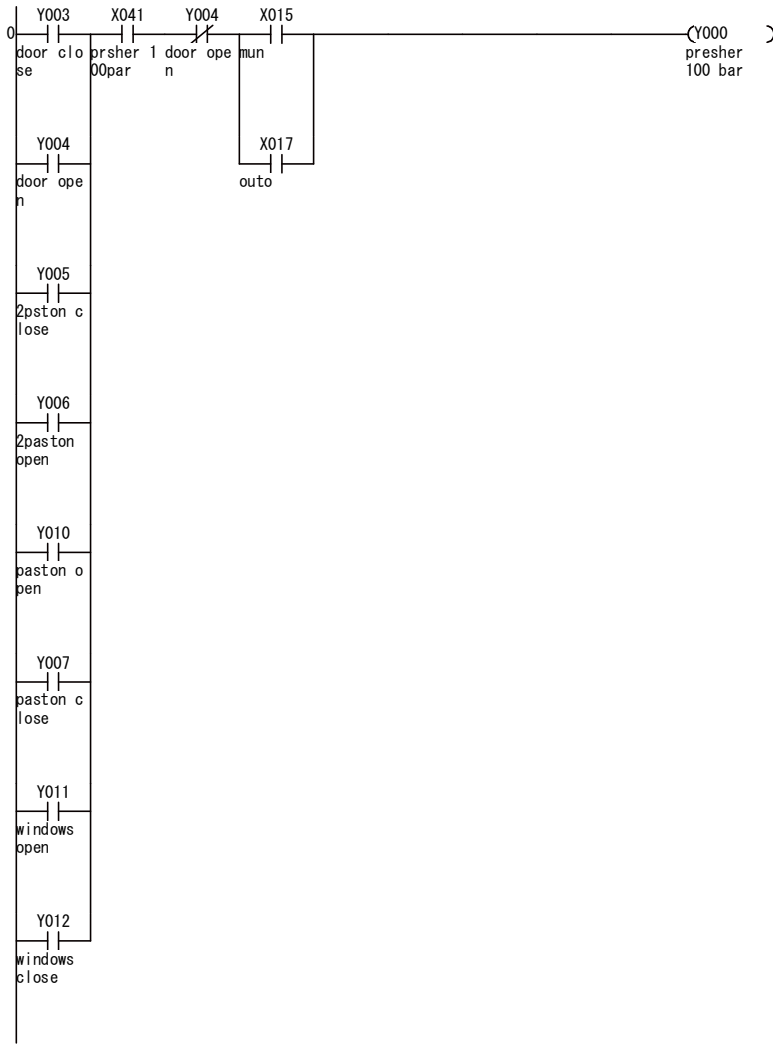 Y003 X041 Y004 X015
0 (Y000 )
door clo prsher 1 door ope mun presher
se 00par n 100 bar
Y004 X017
door ope outo
n
Y005
2pston c
lose
Y006
2paston
open
Y010
paston o
pen
Y007
paston c
lose
Y011
windows
open
Y012
windows
close